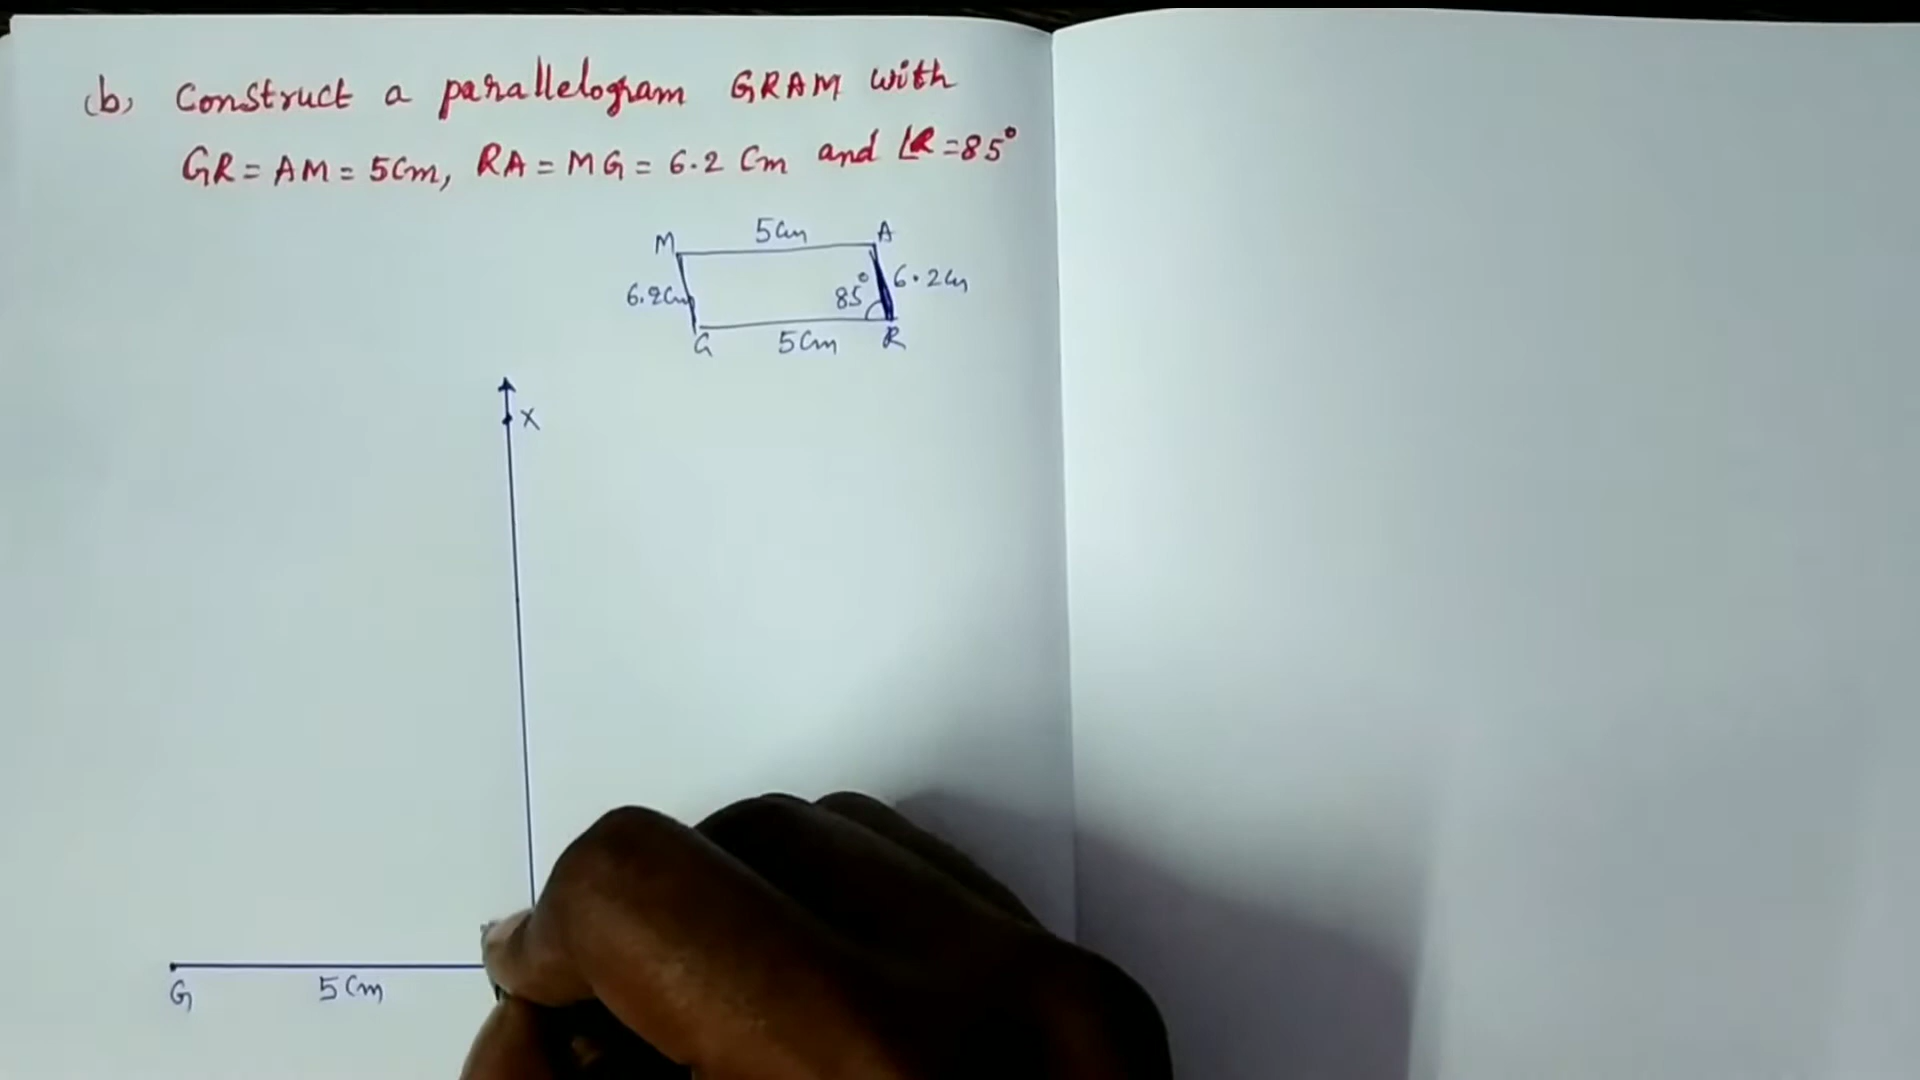 (b) Construct a parallelogram GRAM with
GR = AM = 5Cm, RA = MG = 6.2 Cm and ∠R = 85°
M 5Cm A
6.2Cm 85° 6.2Cm
G 5Cm R
X
G 5Cm